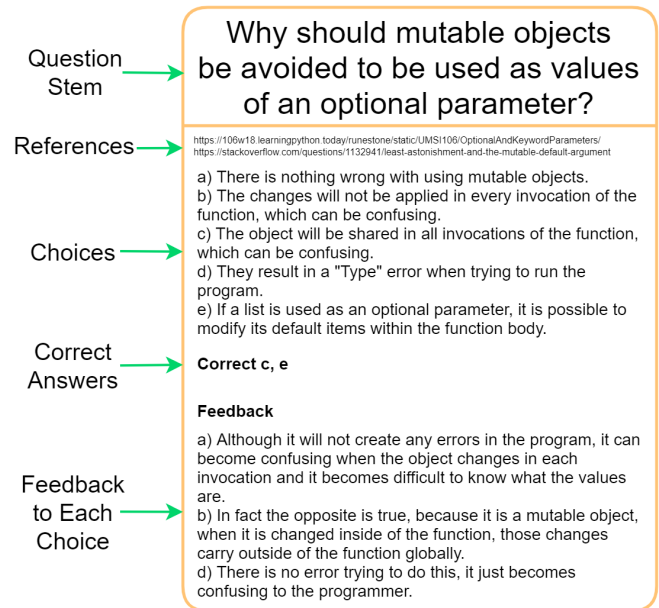 Question
Stem
Why should mutable objects
be avoided to be used as values
of an optional parameter?
References
https://106w18.learningpython.today/runestone/static/UMSI106/OptionalAndKeywordParameters/
https://stackoverflow.com/questions/1132941/least-astonishment-and-the-mutable-default-argument
Choices
a) There is nothing wrong with using mutable objects.
b) The changes will not be applied in every invocation of the
function, which can be confusing.
c) The object will be shared in all invocations of the function,
which can be confusing.
d) They result in a "Type" error when trying to run the
program.
e) If a list is used as an optional parameter, it is possible to
modify its default items within the function body.
Correct
Answers
Correct c, e
Feedback
to Each
Choice
Feedback
a) Although it will not create any errors in the program, it can
become confusing when the object changes in each
invocation and it becomes difficult to know what the values
are.
b) In fact the opposite is true, because it is a mutable object,
when it is changed inside of the function, those changes
carry outside of the function globally.
d) There is no error trying to do this, it just becomes
confusing to the programmer.